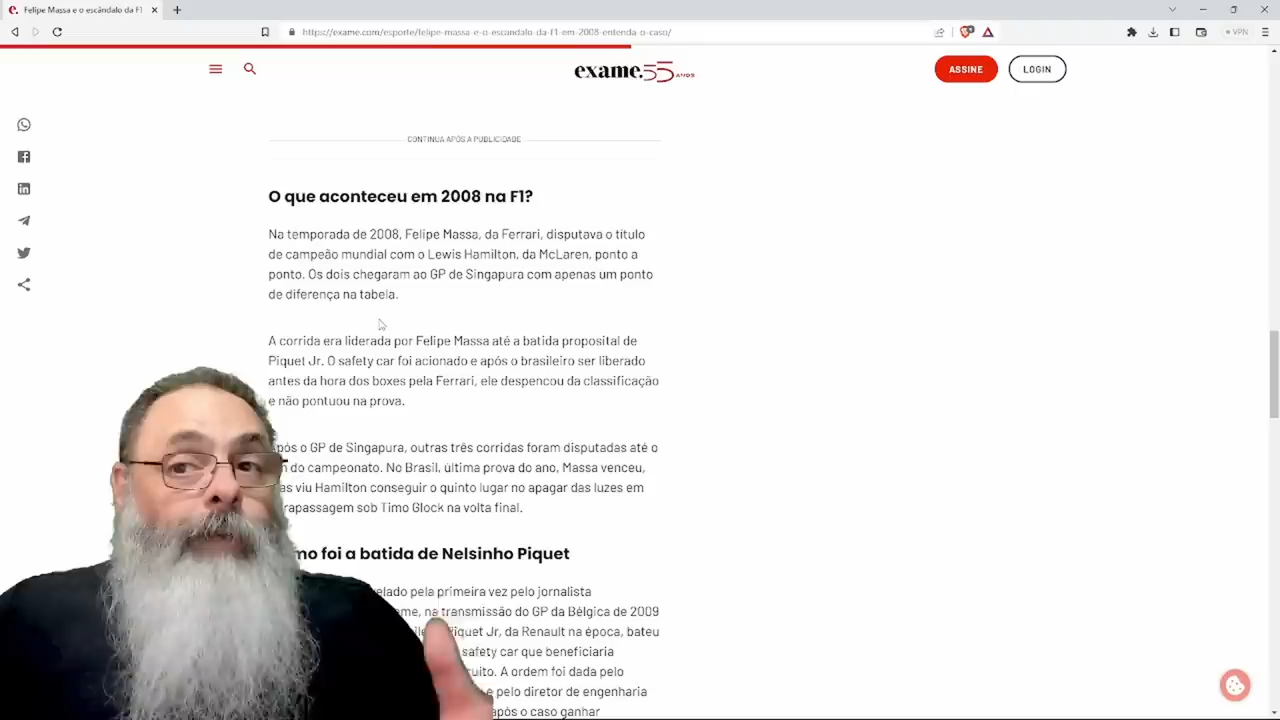 Felipe Massa e o escândalo da F1
https://exame.com/esporte/felipe-massa-e-o-escandalo-da-f1-em-2008-entenda-o-caso/
VPN
exame.55 ANOS
ASSINE
LOGIN
CONTINUA APÓS A PUBLICIDADE
O que aconteceu em 2008 na F1?
Na temporada de 2008, Felipe Massa, da Ferrari, disputava o título
de campeão mundial com o Lewis Hamilton, da McLaren, ponto a
ponto. Os dois chegaram ao GP de Singapura com apenas um ponto
de diferença na tabela.
A corrida era liderada por Felipe Massa até a batida proposital de
Piquet Jr. O safety car foi acionado e após o brasileiro ser liberado
antes da hora dos boxes pela Ferrari, ele despencou da classificação
e não pontuou na prova.
pós o GP de Singapura, outras três corridas foram disputadas até o
do campeonato. No Brasil, última prova do ano, Massa venceu,
as viu Hamilton conseguir o quinto lugar no apagar das luzes em
rapassagem sob Timo Glock na volta final.
mo foi a batida de Nelsinho Piquet
elado pela primeira vez pelo jornalista
me, na transmissão do GP da Bélgica de 2009
Piquet Jr, da Renault na época, bateu
safety car que beneficiaria
uito. A ordem foi dada pelo
e pelo diretor de engenharia
após o caso ganhar